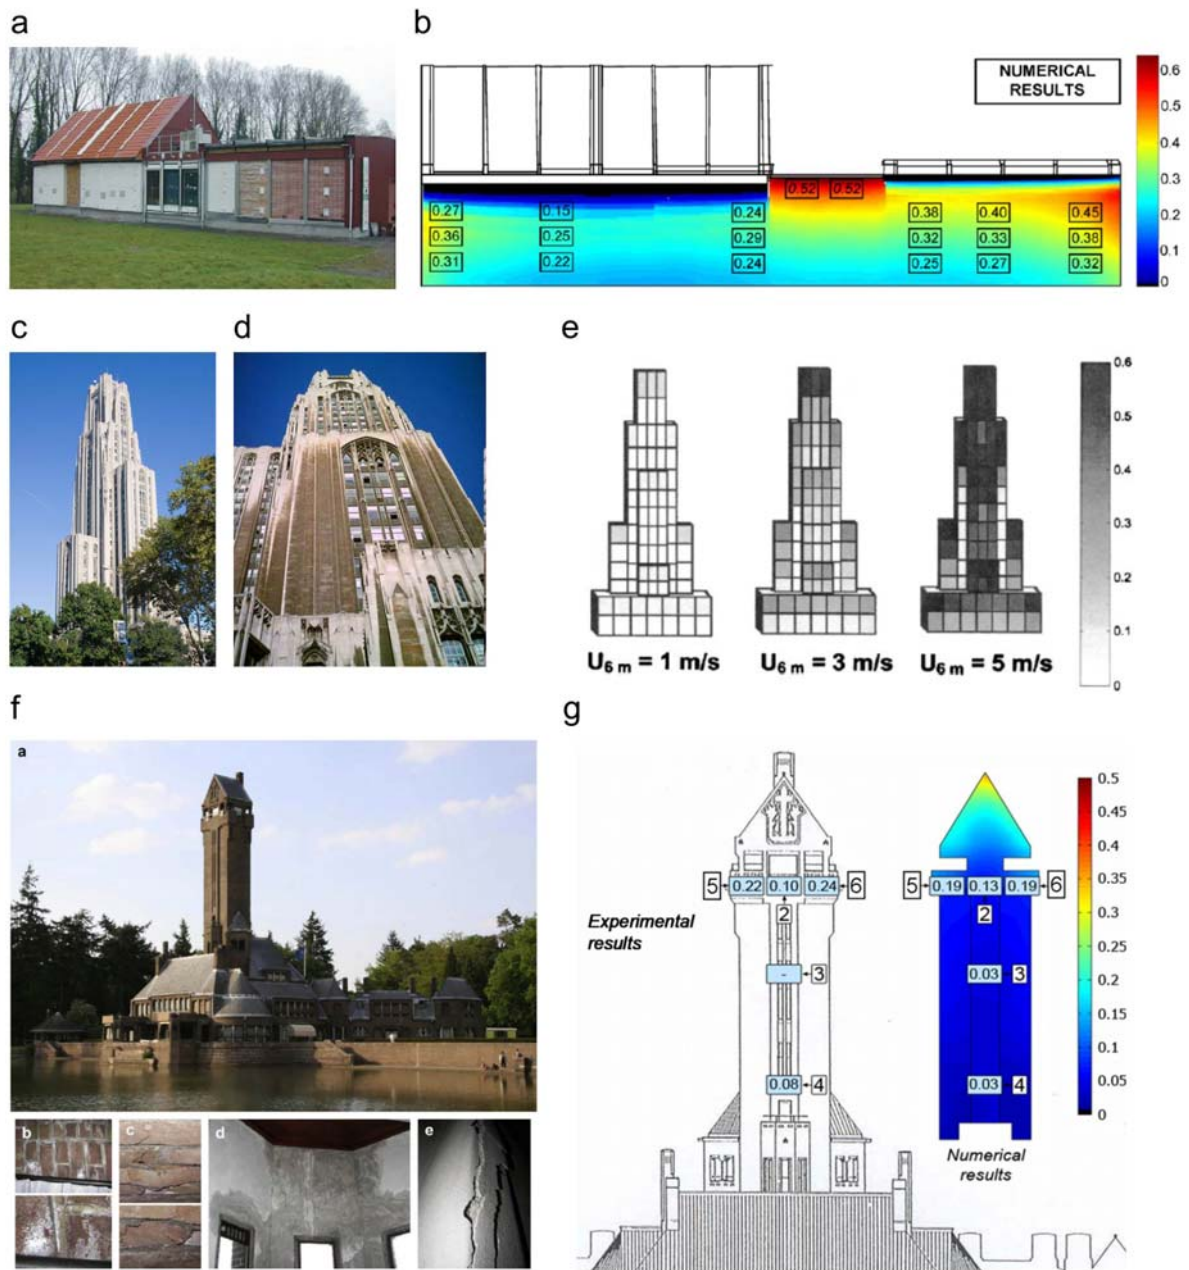 a
b
NUMERICAL
RESULTS
0.6
0.5
0.4
0.3
0.2
0.1
0
0.52 0.52
0.27 0.15 0.24 0.38 0.40 0.45
0.36 0.25 0.29 0.32 0.33 0.38
0.31 0.22 0.24 0.25 0.27 0.32
c
d
e
0.6
0.5
0.4
0.3
0.2
0.1
0
U6 m = 1 m/s
U6 m = 3 m/s
U6 m = 5 m/s
f
a
b
c
d
e
g
Experimental
results
5 0.22 0.10 0.24 6
2
- 3
0.08 4
5 0.19 0.13 0.19 6
2
0.03 3
0.03 4
Numerical
results
0.5
0.45
0.4
0.35
0.3
0.25
0.2
0.15
0.1
0.05
0